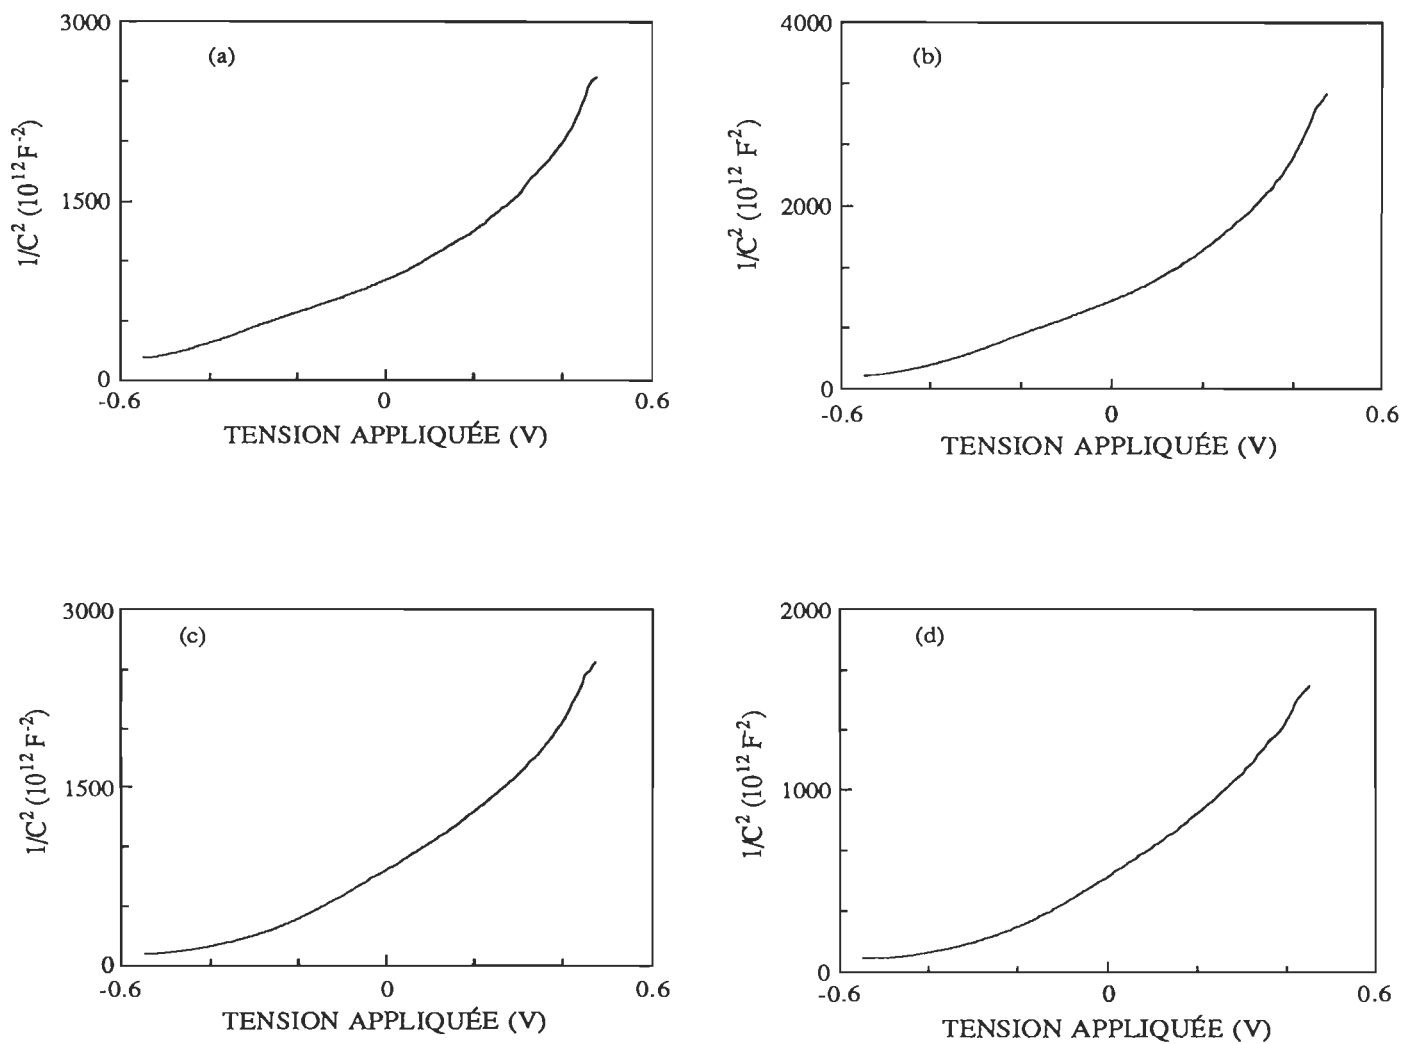 (a)
3000
1500
0
-0.6 0 0.6
1/C² (10¹² F⁻²)
TENSION APPLIQUÉE (V)
(b)
4000
2000
0
-0.6 0 0.6
1/C² (10¹² F²)
TENSION APPLIQUÉE (V)
(c)
3000
1500
0
-0.6 0 0.6
1/C² (10¹² F⁻²)
TENSION APPLIQUÉE (V)
(d)
2000
1000
0
-0.6 0 0.6
1/C² (10¹² F²)
TENSION APPLIQUÉE (V)